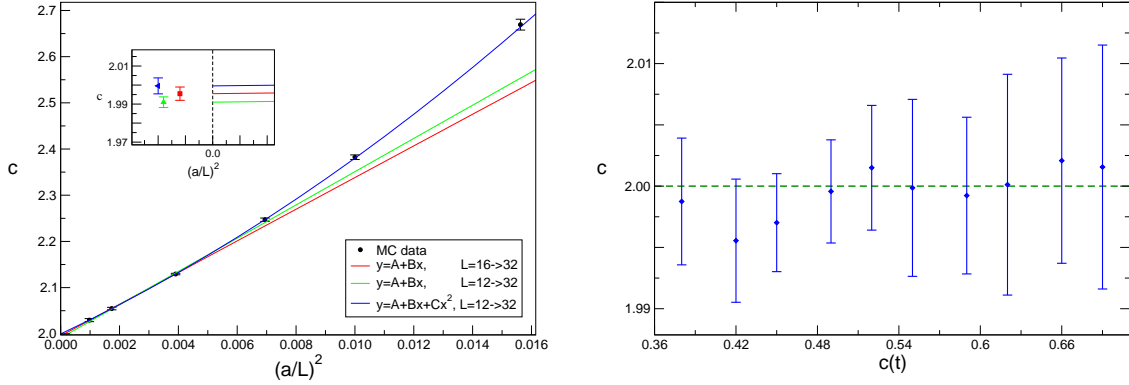 2.7
2.6
2.5
2.4
2.3
2.2
2.1
2.0
c
0.000 0.002 0.004 0.006 0.008 0.010 0.012 0.014 0.016
(a/L)^2
2.01
1.99
1.97
c
0.0
(a/L)^2
MC data
y=A+Bx, L=16->32
y=A+Bx, L=12->32
y=A+Bx+Cx^2, L=12->32
2.01
2.00
1.99
c
0.36 0.42 0.48 0.54 0.6 0.66
c(t)